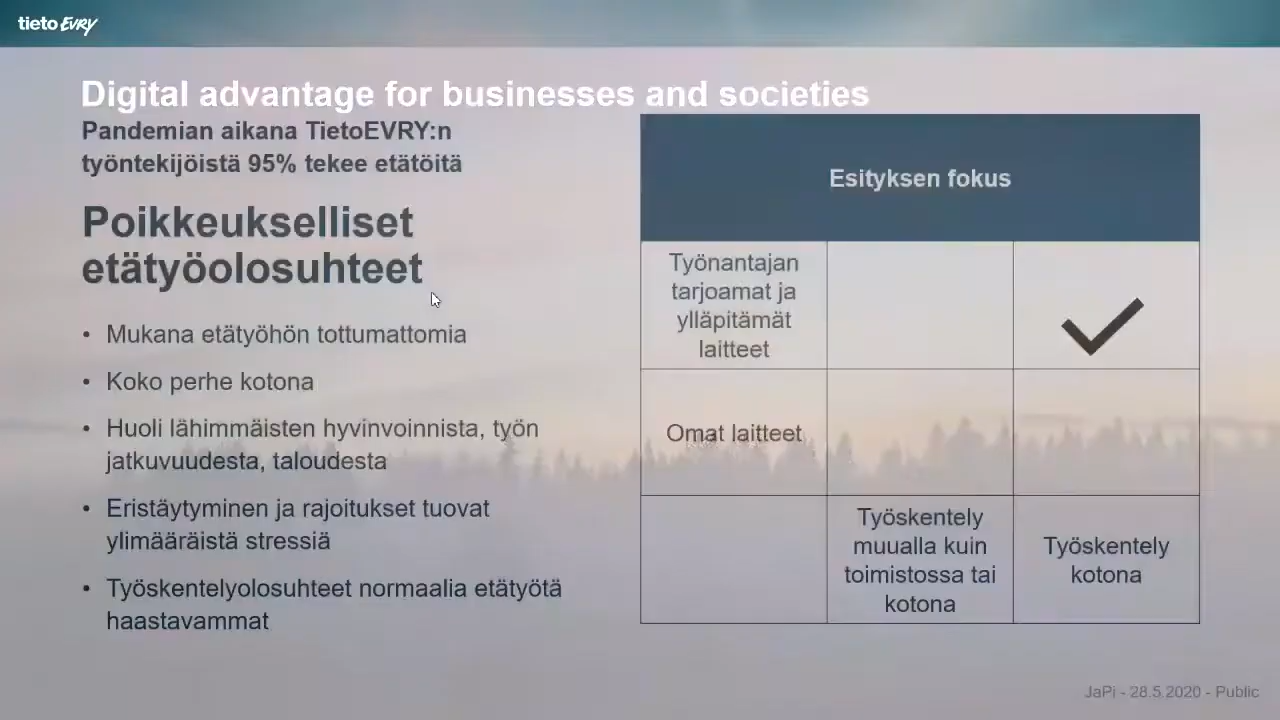 tieto EVRY
Digital advantage for businesses and societies
Pandemian aikana TietoEVRY:n
työntekijöistä 95% tekee etätöitä
Poikkeukselliset
etätyöolosuhteet
• Mukana etätyöhön tottumattomia
• Koko perhe kotona
• Huoli lähimmäisten hyvinvoinnista, työn
jatkuvuudesta, taloudesta
• Eristäytyminen ja rajoitukset tuovat
ylimääräistä stressiä
• Työskentelyolosuhteet normaalia etätyötä
haastavammat
Esityksen fokus
Työnantajan
tarjoamat ja
ylläpitämät
laitteet
Omat laitteet
Työskentely
muualla kuin
toimistossa tai
kotona
Työskentely
kotona
JaPi - 28.5.2020 - Public